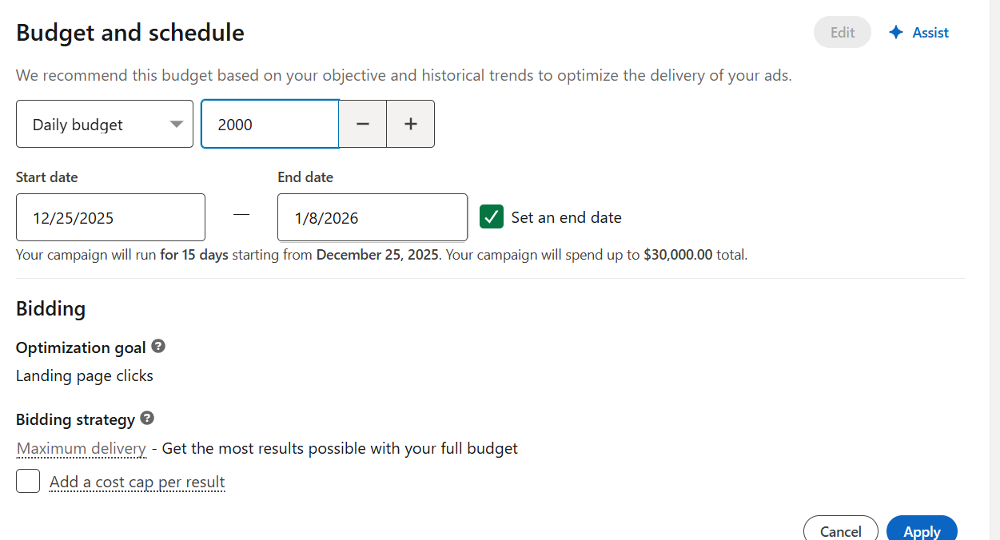 Budget and schedule
Edit
Assist
We recommend this budget based on your objective and historical trends to optimize the delivery of your ads.
Daily budget
2000
Start date
End date
12/25/2025
—
1/8/2026
Set an end date
Your campaign will run for 15 days starting from December 25, 2025. Your campaign will spend up to $30,000.00 total.
Bidding
Optimization goal
Landing page clicks
Bidding strategy
Maximum delivery - Get the most results possible with your full budget
Add a cost cap per result
Cancel
Apply